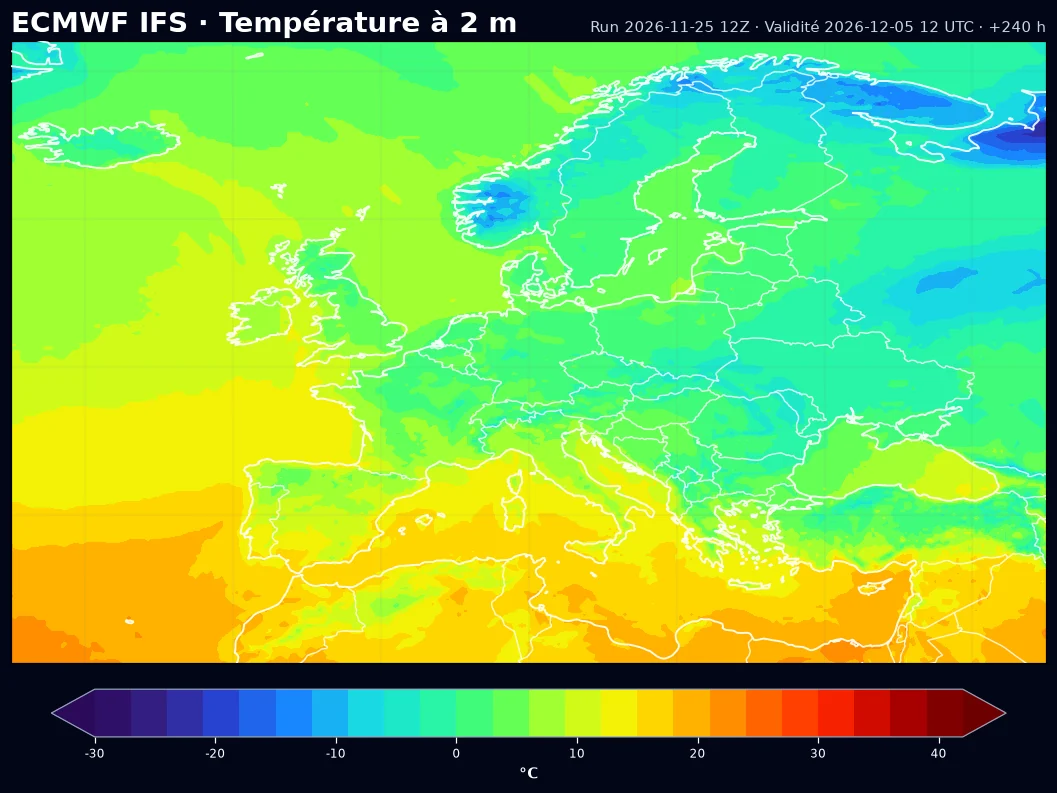 ECMWF IFS · Température à 2 m
Run 2026-11-25 12Z · Validité 2026-12-05 12 UTC · +240 h
-30 -20 -10 0 10 20 30 40
°C